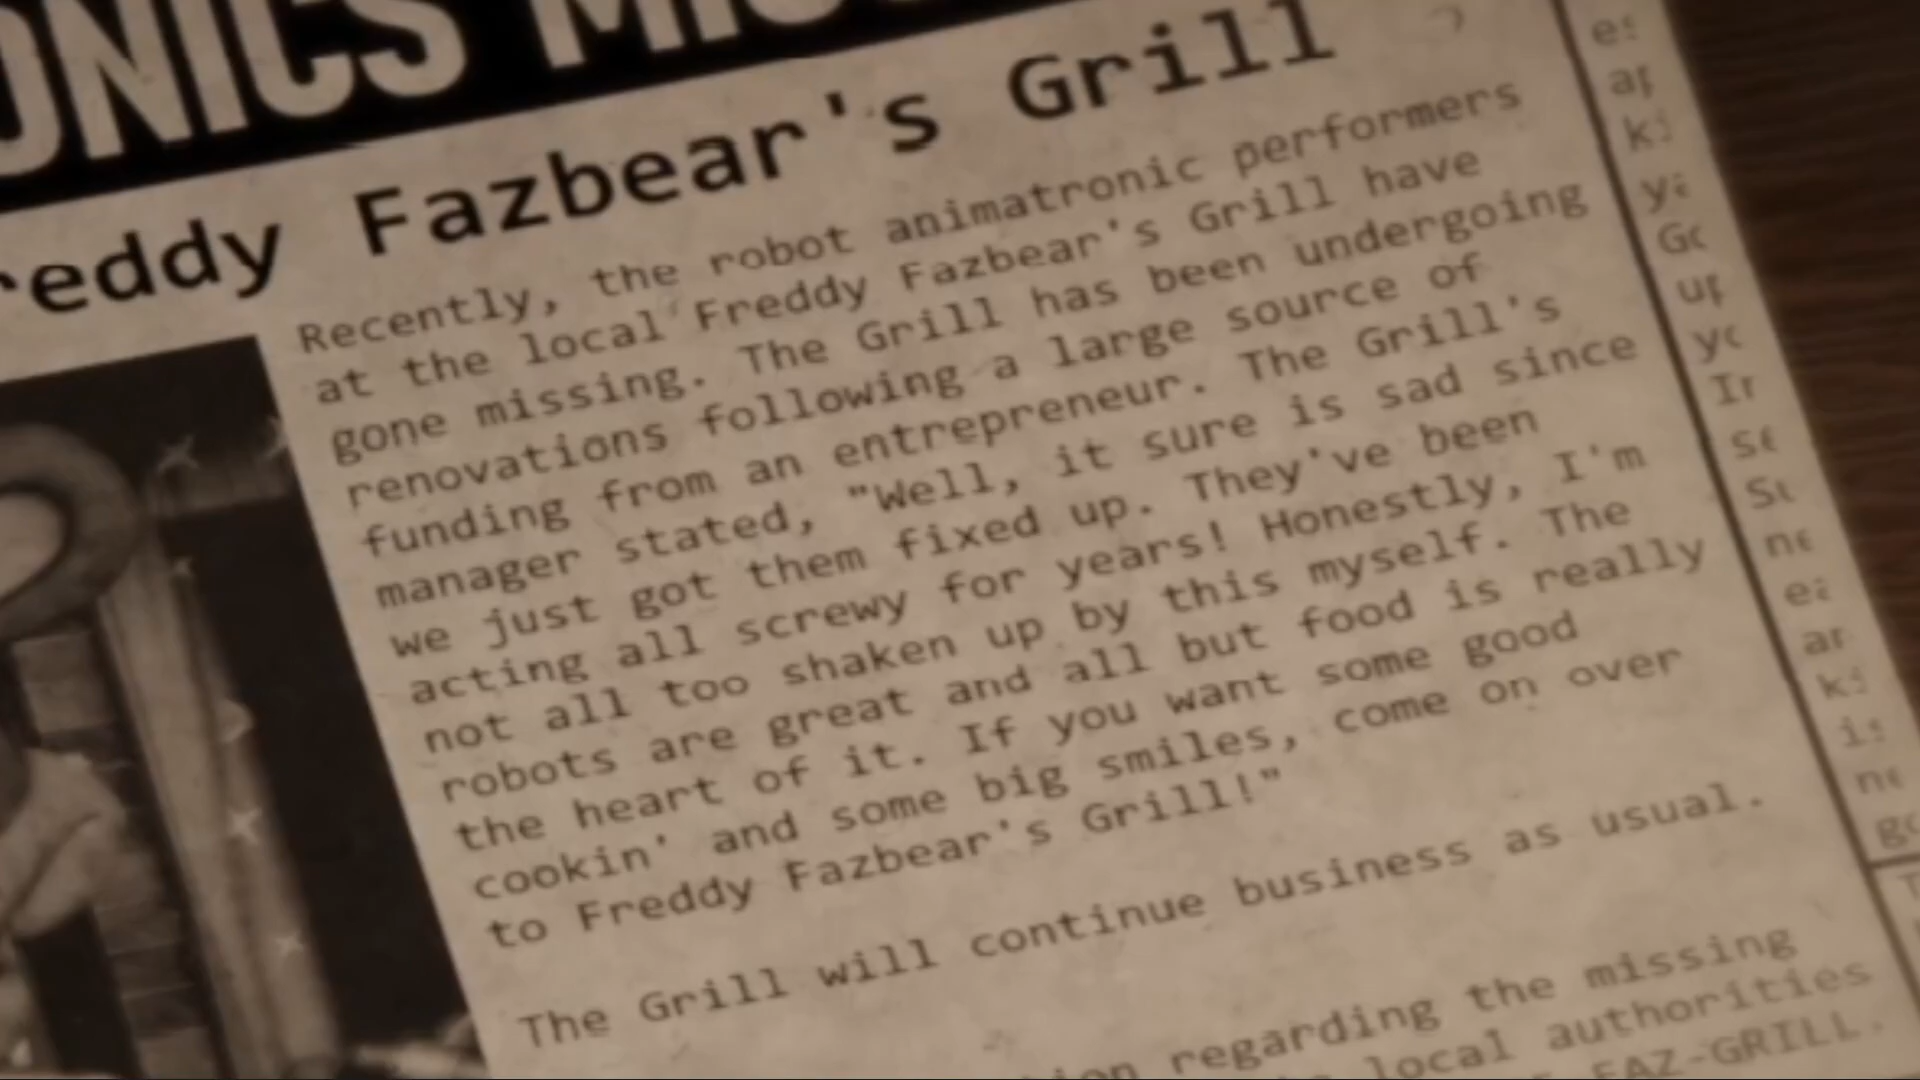 ONICS
reddy Fazbear's Grill
Recently, the robot animatronic performers
at the local Freddy Fazbear's Grill have
gone missing. The Grill has been undergoing
renovations following a large source of
funding from an entrepreneur. The Grill's
manager stated, "Well, it sure is sad since
we just got them fixed up. They've been
acting all screwy for years! Honestly, I'm
not all too shaken up by this myself. The
robots are great and all but food is really
the heart of it. If you want some good
cookin' and some big smiles, come on over
to Freddy Fazbear's Grill!"
The Grill will continue business as usual.
regarding the missing
local authorities
FAZ-GRILL.